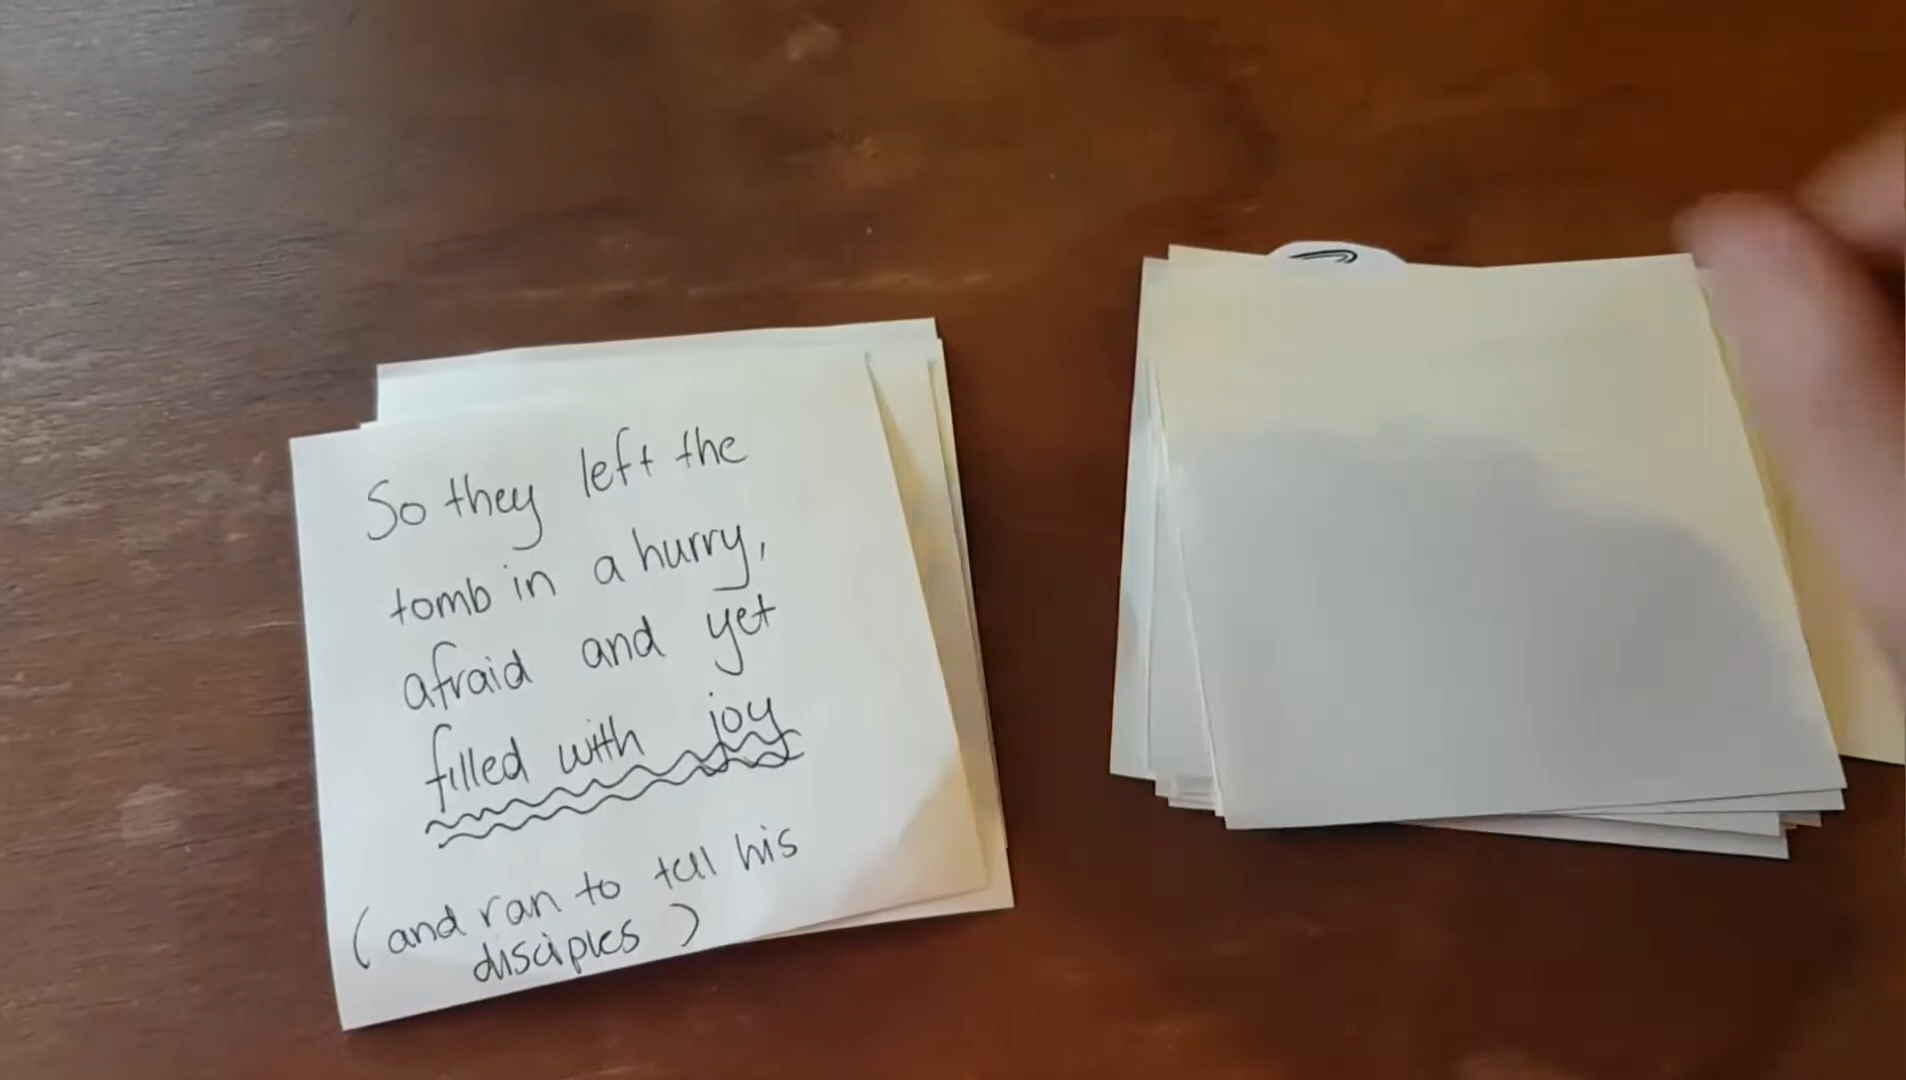 So they left the
tomb in a hurry,
afraid and yet
filled with joy
(and ran to tell his
disciples)